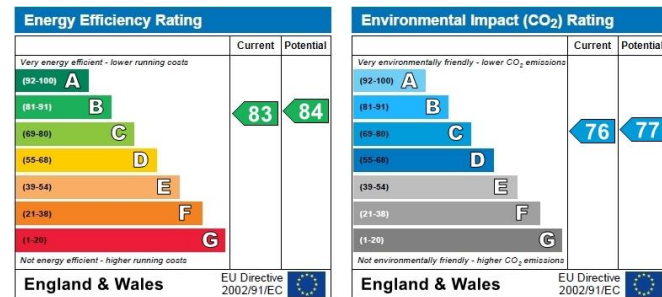 Energy Efficiency Rating
Current Potential
Very energy efficient - lower running costs
(92-100) A
(81-91) B
83 84
(69-80) C
(55-68) D
(39-54) E
(21-38) F
(1-20) G
Not energy efficient - higher running costs
England & Wales
EU Directive
2002/91/EC
Environmental Impact (CO₂) Rating
Current Potential
Very environmentally friendly - lower CO₂ emissions
(92-100) A
(81-91) B
(69-80) C
76 77
(55-68) D
(39-54) E
(21-38) F
(1-20) G
Not environmentally friendly - higher CO₂ emissions
England & Wales
EU Directive
2002/91/EC